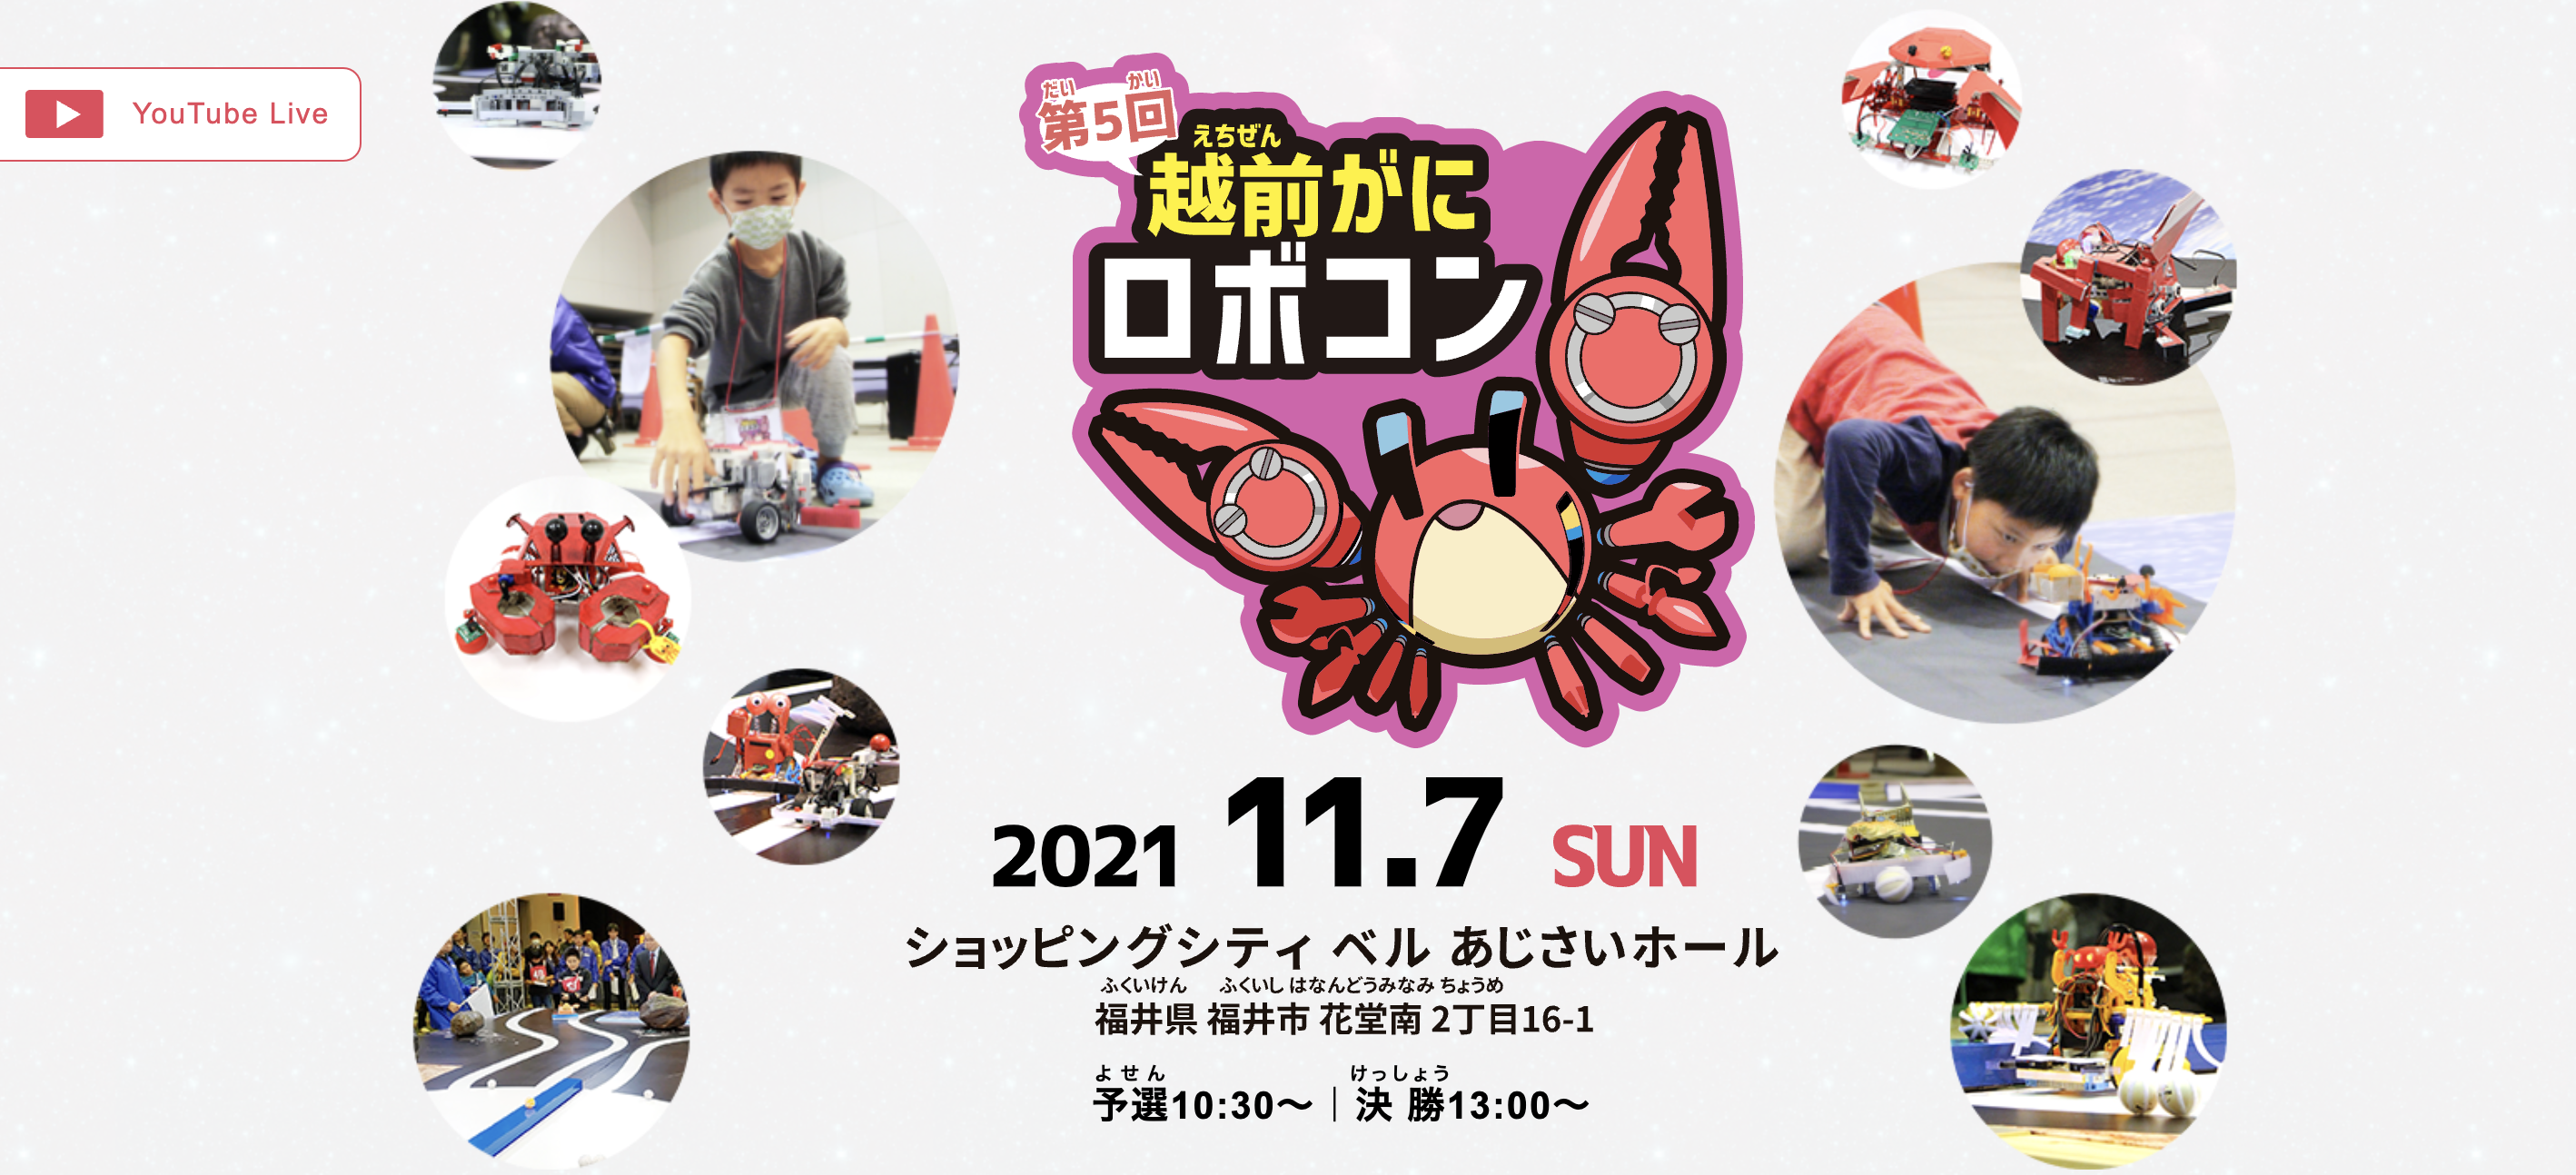 YouTube Live
だい かい
第5回
えちぜん
越前がに
ロボコン
2021 11.7 SUN
ショッピングシティ ベル あじさいホール
ふくいけん ふくいし はなんどうみなみ ちょうめ
福井県 福井市 花堂南 2丁目16-1
よせん けっしょう
予選10:30〜｜決 勝13:00〜